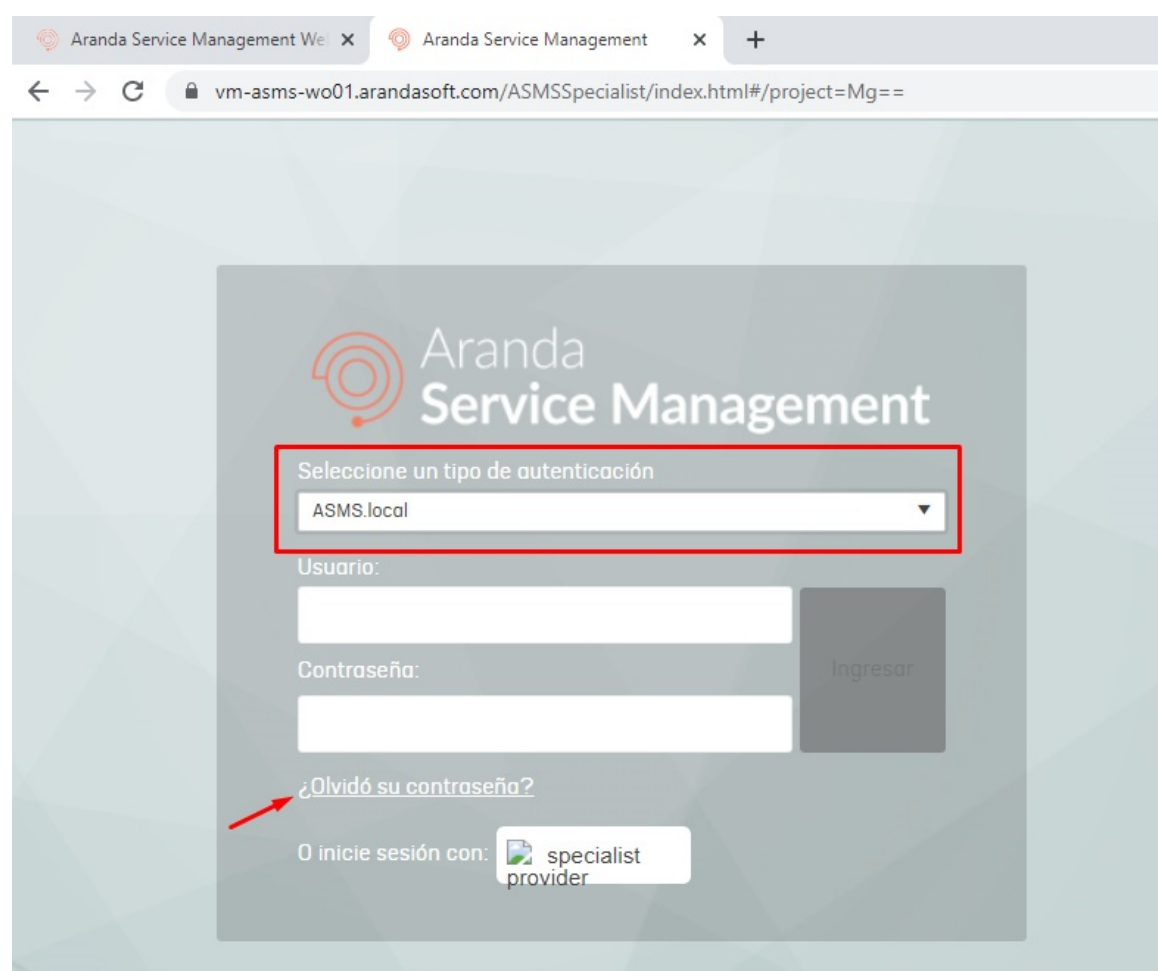 Aranda Service Management We
Aranda Service Management
vm-asms-wo01.arandasoft.com/ASMSSpecialist/index.html#/project=Mg==
Aranda
Service Management
Seleccione un tipo de autenticación
ASMS.local
Usuario:
Contraseña:
Ingresar
¿Olvidó su contraseña?
O inicie sesión con: specialist
provider